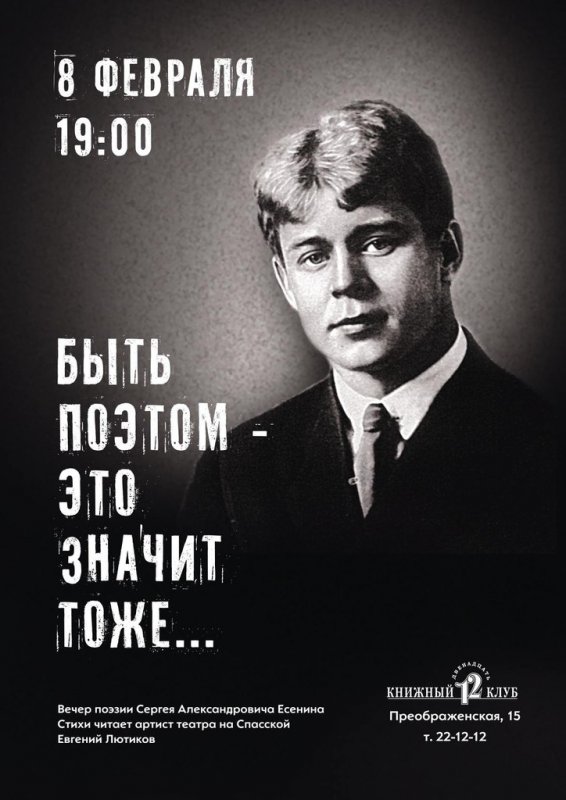 8 ФЕВРАЛЯ
19:00
БЫТЬ
ПОЭТОМ -
ЭТО
ЗНАЧИТ
ТОЖЕ...
ДВЕНАДЦАТЬ
КНИЖНЫЙ 12 КЛУБ
Преображенская, 15
т. 22-12-12
Вечер поэзии Сергея Александровича Есенина
Стихи читает артист театра на Спасской
Евгений Лютиков